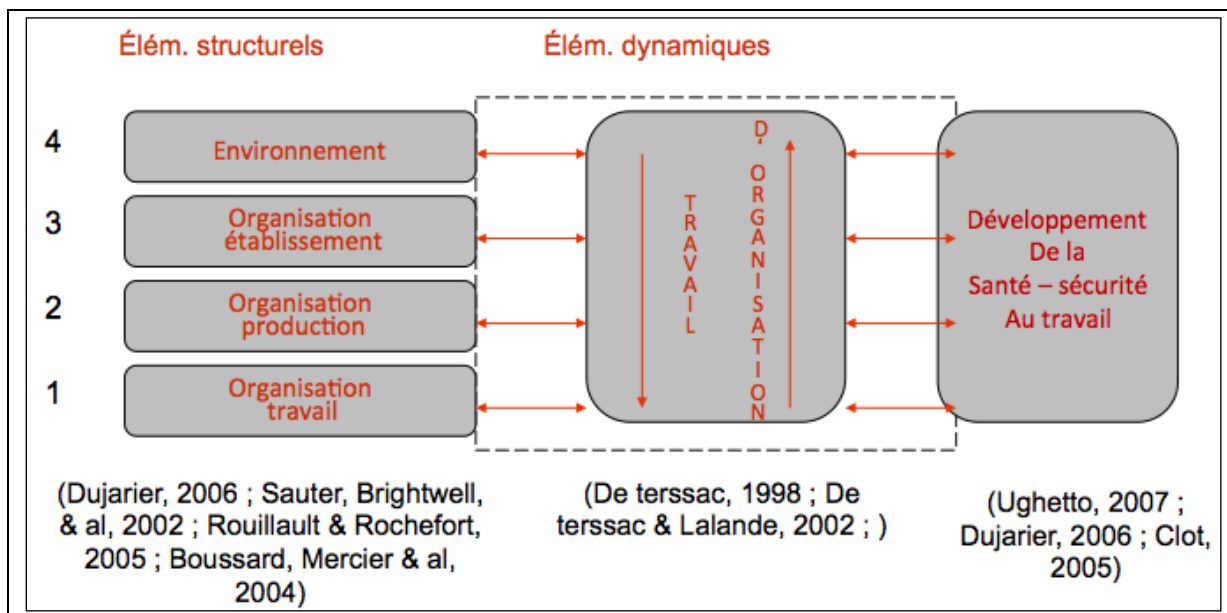 Élém. structurels
Élém. dynamiques
4
Environnement
3
Organisation
établissement
2
Organisation
production
1
Organisation
travail
TRAVAIL
D' ORGANISATION
Développement
De la
Santé – sécurité
Au travail
(Dujarier, 2006 ; Sauter, Brightwell,
& al, 2002 ; Rouillault & Rochefort,
2005 ; Boussard, Mercier & al,
2004)
(De terssac, 1998 ; De
terssac & Lalande, 2002 ; )
(Ughetto, 2007 ;
Dujarier, 2006 ; Clot,
2005)